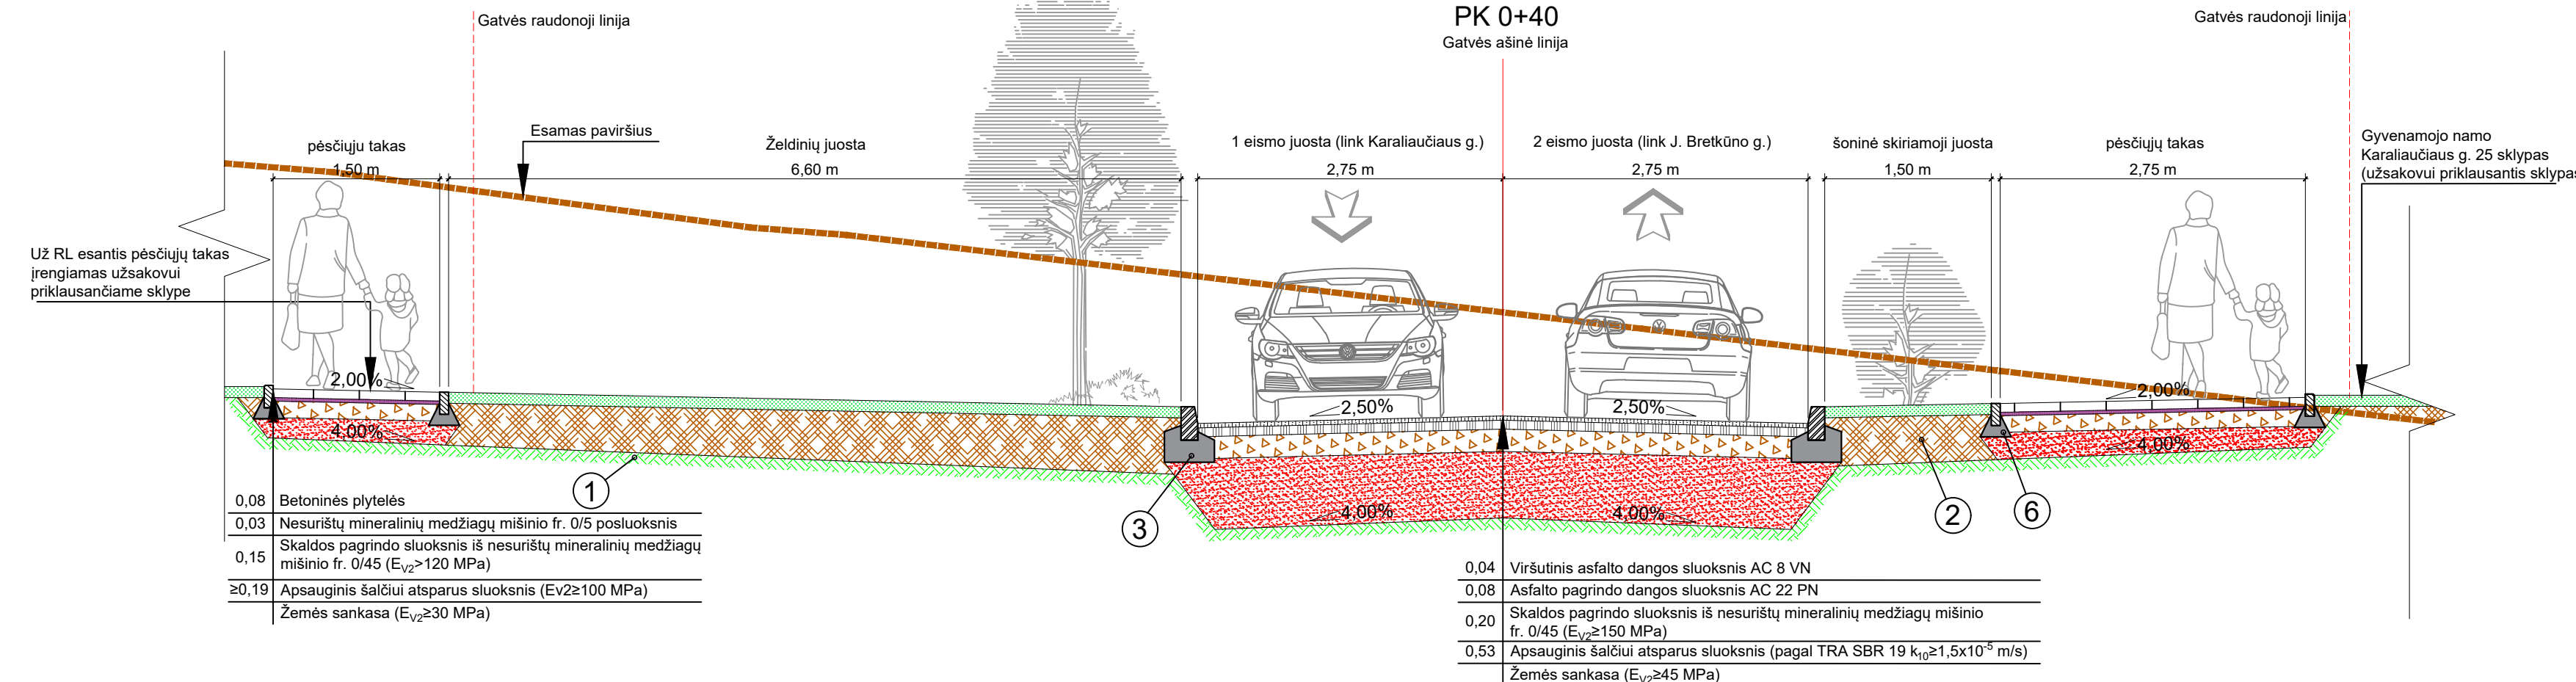 Gatvės raudonoji linija
PK 0+40
Gatvės ašinė linija
Gatvės raudonoji linija
Esamas paviršius
pėsčiųju takas
1,50 m
Želdinių juosta
6,60 m
1 eismo juosta (link Karaliaučiaus g.)
2,75 m
2 eismo juosta (link J. Bretkūno g.)
2,75 m
šoninė skiriamoji juosta
1,50 m
pėsčiųjų takas
2,75 m
Gyvenamojo namo
Karaliaučiaus g. 25 sklypas
(užsakovui priklausantis sklypas
Už RL esantis pėsčiųjų takas
įrengiamas užsakovui
priklausančiame sklype
2,00%
4,00%
2,50%
2,50%
4,00%
4,00%
2,00%
4,00%
1
3
2
6
0,08 Betoninės plytelės
0,03 Nesurištų mineralinių medžiagų mišinio fr. 0/5 posluoksnis
0,15 Skaldos pagrindo sluoksnis iš nesurištų mineralinių medžiagų
mišinio fr. 0/45 (EV2>120 MPa)
≥0,19 Apsauginis šalčiui atsparus sluoksnis (Ev2≥100 MPa)
Žemės sankasa (EV2≥30 MPa)
0,04 Viršutinis asfalto dangos sluoksnis AC 8 VN
0,08 Asfalto pagrindo dangos sluoksnis AC 22 PN
0,20 Skaldos pagrindo sluoksnis iš nesurištų mineralinių medžiagų mišinio
fr. 0/45 (EV2≥150 MPa)
0,53 Apsauginis šalčiui atsparus sluoksnis (pagal TRA SBR 19 k10≥1,5x10-5 m/s)
Žemės sankasa (EV2≥45 MPa)